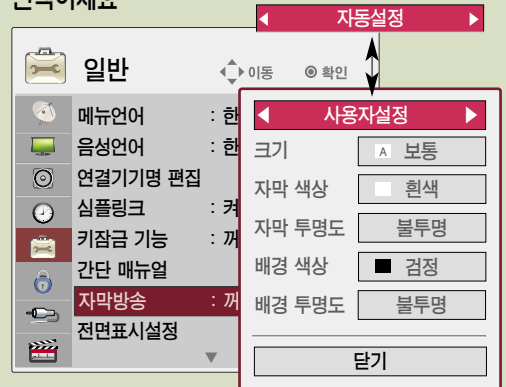 자동설정
일반
이동
확인
메뉴언어 : 한
음성언어 : 한
연결기기명 편집
심플링크 : 켜
키잠금 기능 : 꺼
간단 매뉴얼
자막방송 : 꺼
전면표시설정
사용자설정
크기 A 보통
자막 색상 흰색
자막 투명도 불투명
배경 색상 검정
배경 투명도 불투명
닫기